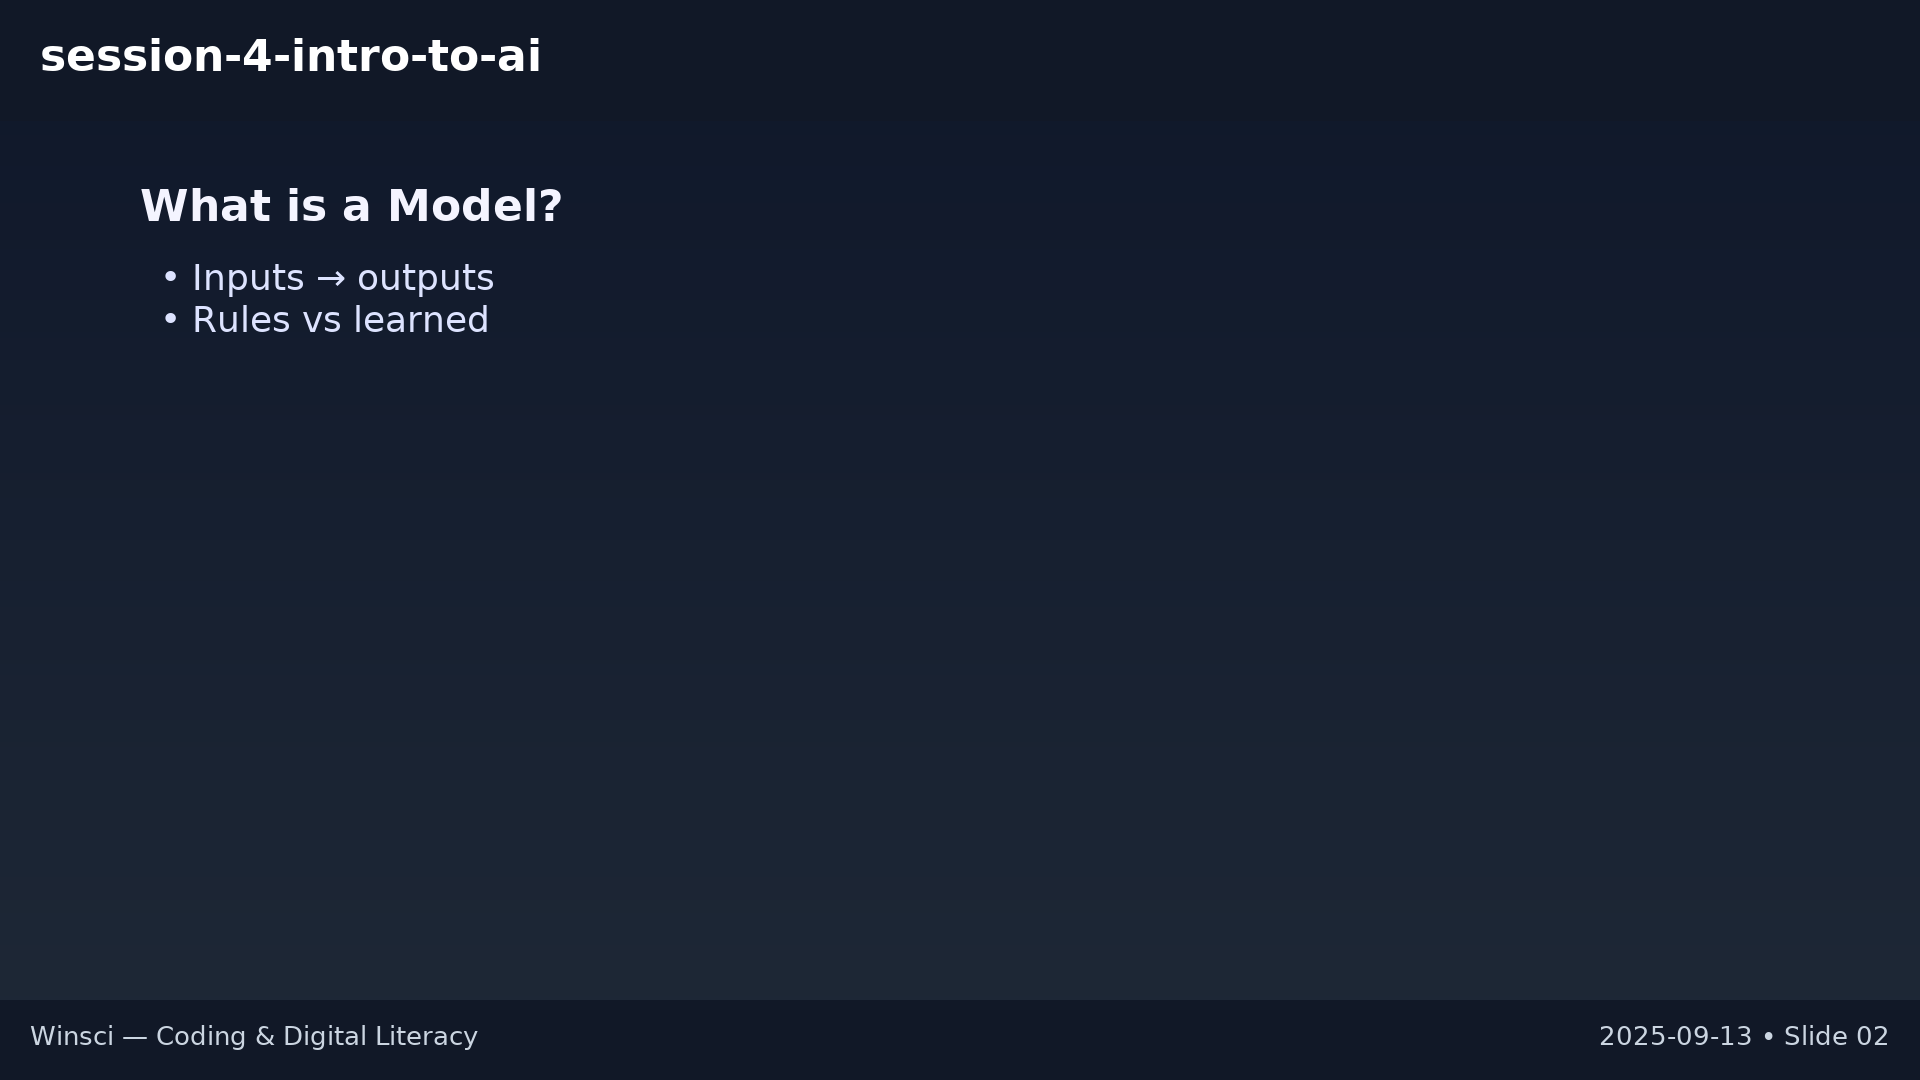 session-4-intro-to-ai
What is a Model?
• Inputs → outputs
• Rules vs learned
Winsci — Coding & Digital Literacy
2025-09-13 • Slide 02